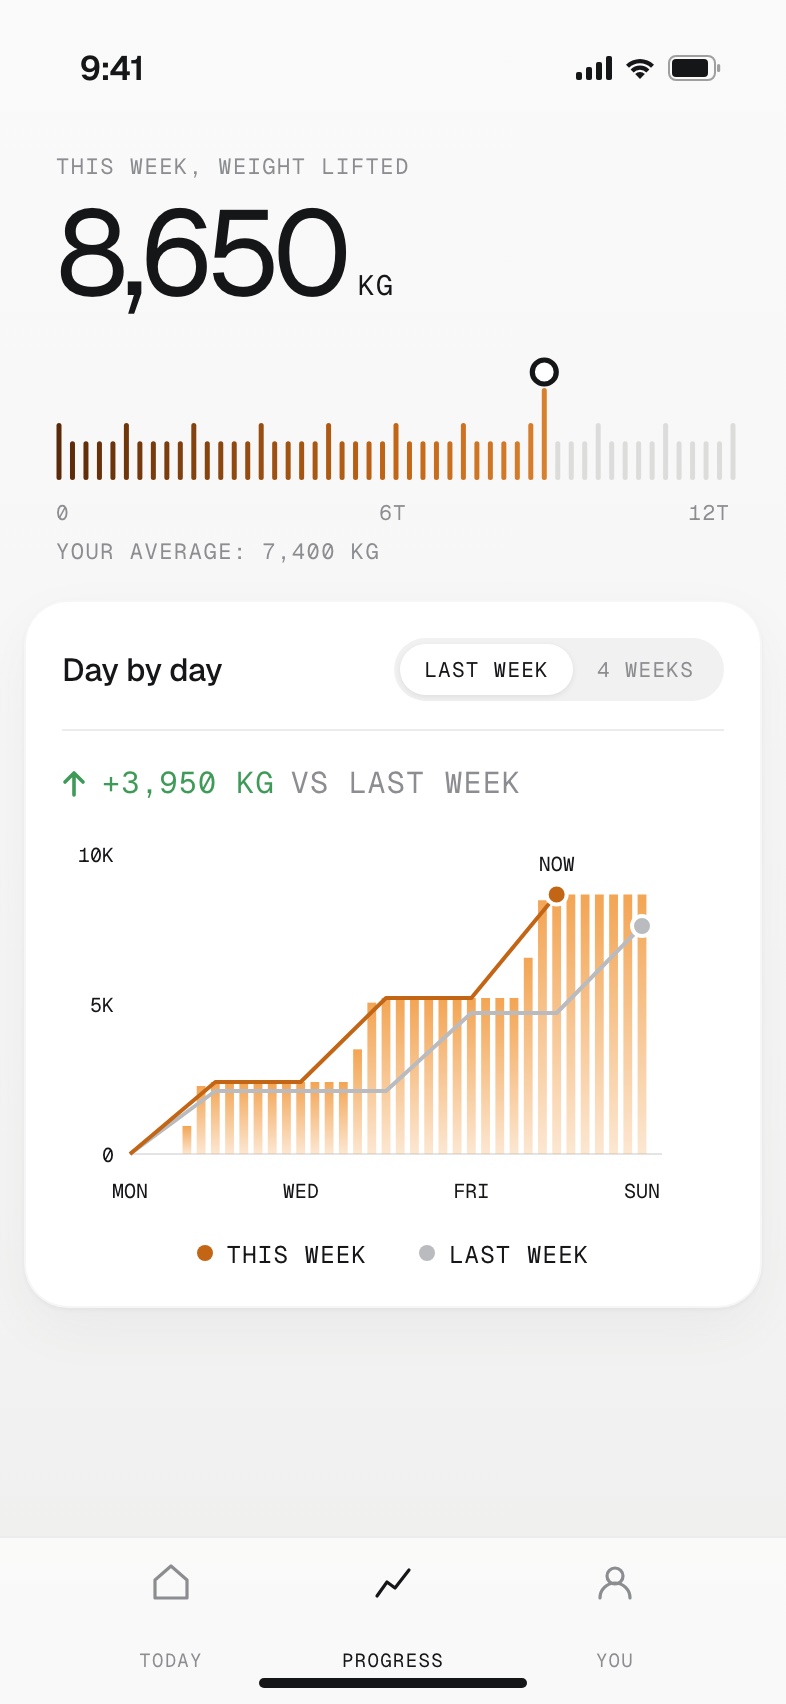 9:41
THIS WEEK, WEIGHT LIFTED
8,650 KG
0 6T 12T
YOUR AVERAGE: 7,400 KG
Day by day LAST WEEK 4 WEEKS
+3,950 KG VS LAST WEEK
10K
NOW
5K
0
MON WED FRI SUN
THIS WEEK LAST WEEK
TODAY PROGRESS YOU